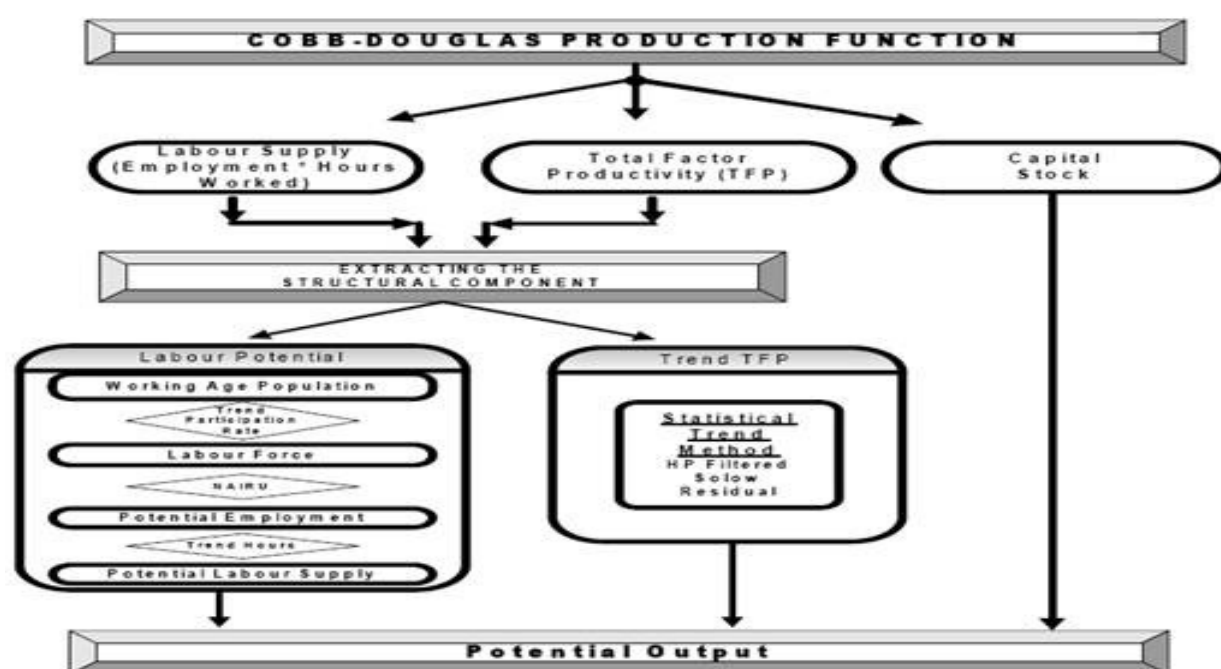 COBB-DOUGLAS PRODUCTION FUNCTION
Labour Supply
(Employment * Hours
Worked)
Total Factor
Productivity (TFP)
Capital
Stock
EXTRACTING THE
STRUCTURAL COMPONENT
Labour Potential
Working Age Population
Trend
Participation
Rate
Labour Force
NAIRU
Potential Employment
Trend Hours
Potential Labour Supply
Trend TFP
Statistical
Trend
Method
HP Filtered
Solow
Residual
Potential Output